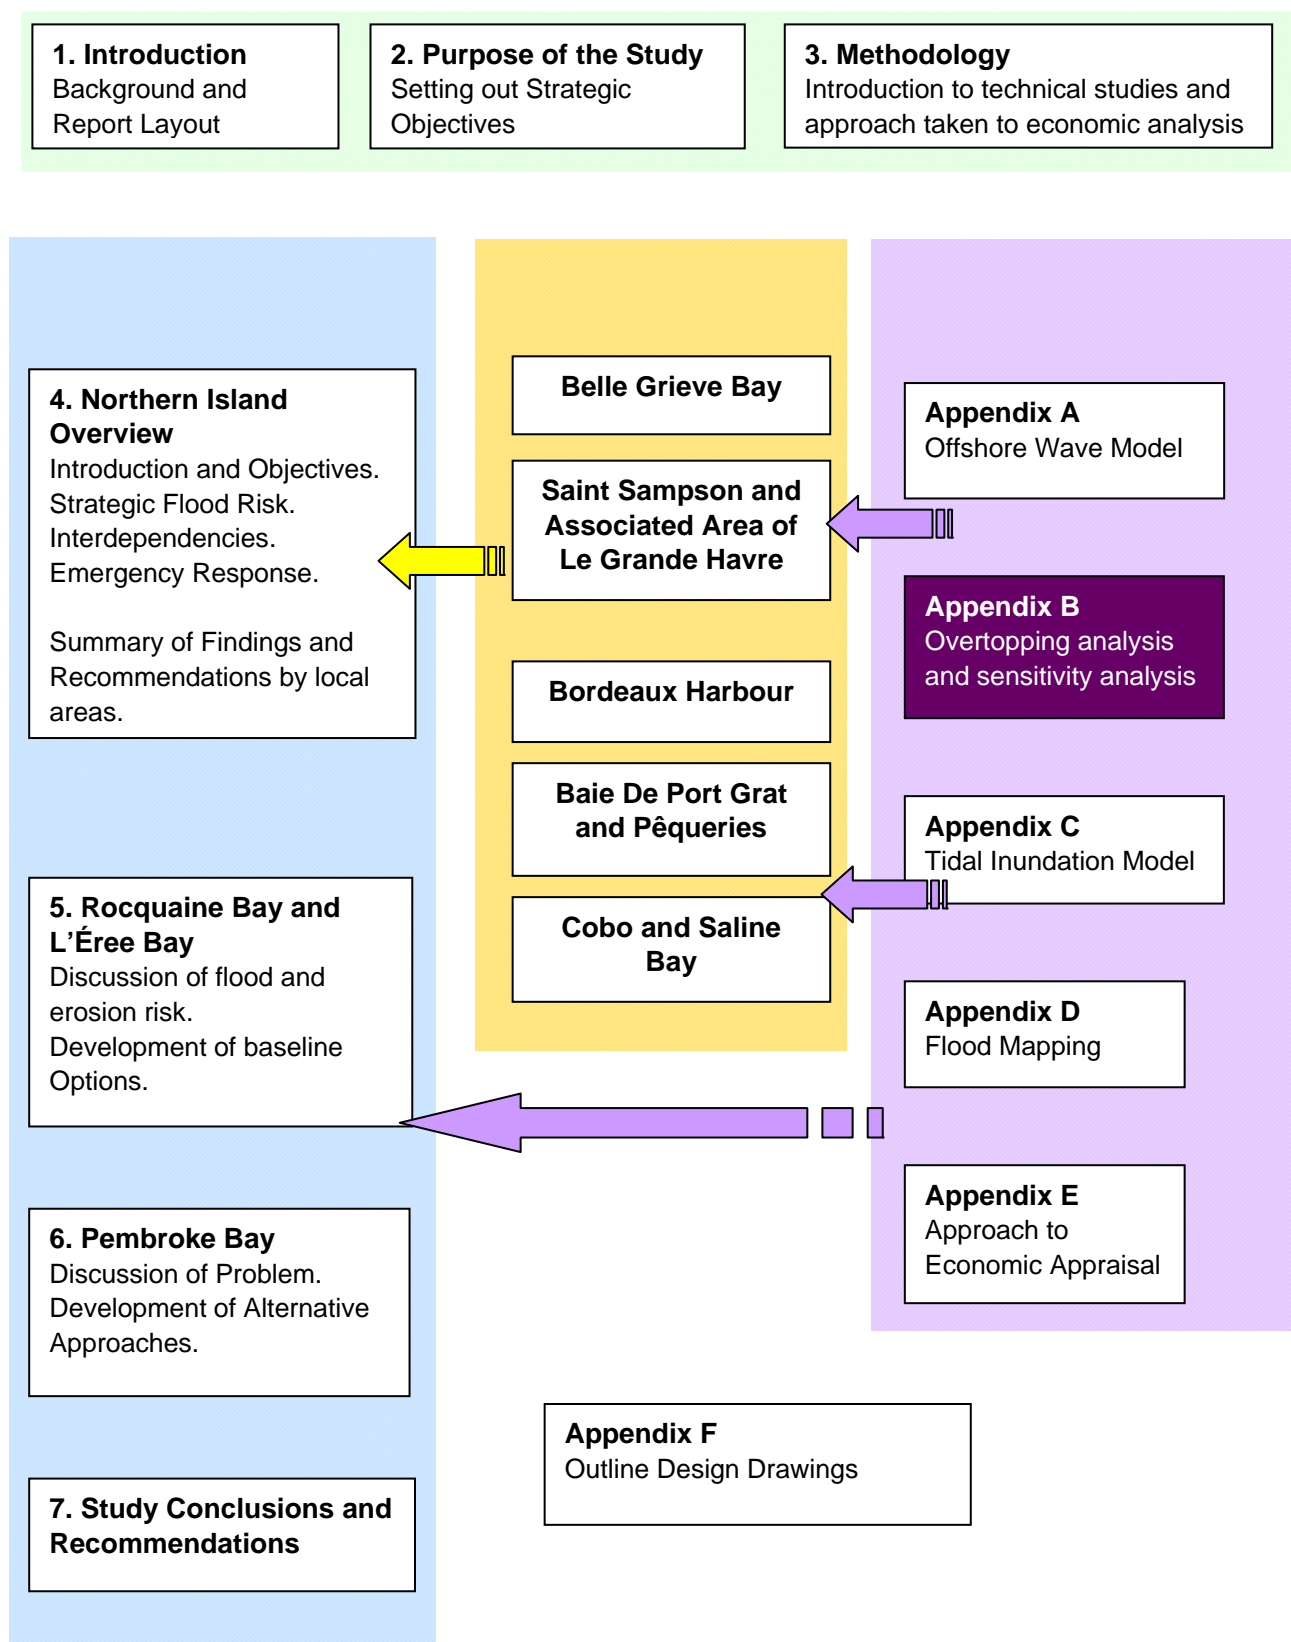 1. Introduction
Background and
Report Layout
2. Purpose of the Study
Setting out Strategic
Objectives
3. Methodology
Introduction to technical studies and
approach taken to economic analysis
4. Northern Island
Overview
Introduction and Objectives.
Strategic Flood Risk.
Interdependencies.
Emergency Response.
Summary of Findings and
Recommendations by local
areas.
5. Rocquaine Bay and
L’Éree Bay
Discussion of flood and
erosion risk.
Development of baseline
Options.
6. Pembroke Bay
Discussion of Problem.
Development of Alternative
Approaches.
7. Study Conclusions and
Recommendations
Belle Grieve Bay
Saint Sampson and
Associated Area of
Le Grande Havre
Bordeaux Harbour
Baie De Port Grat
and Pêqueries
Cobo and Saline
Bay
Appendix A
Offshore Wave Model
Appendix B
Overtopping analysis
and sensitivity analysis
Appendix C
Tidal Inundation Model
Appendix D
Flood Mapping
Appendix E
Approach to
Economic Appraisal
Appendix F
Outline Design Drawings